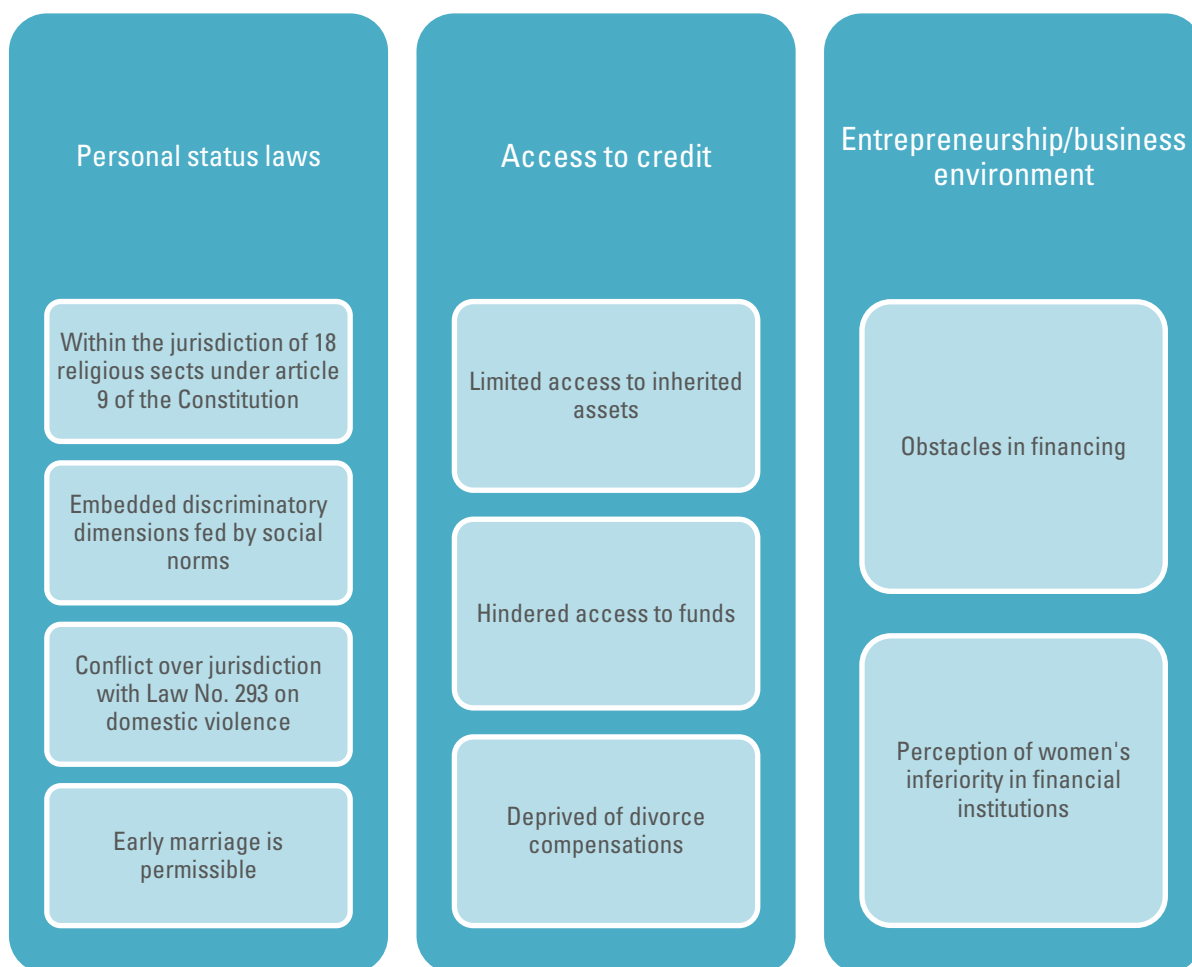 Personal status laws
Within the jurisdiction of 18
religious sects under article
9 of the Constitution
Embedded discriminatory
dimensions fed by social
norms
Conflict over jurisdiction
with Law No. 293 on
domestic violence
Early marriage is
permissible
Access to credit
Limited access to inherited
assets
Hindered access to funds
Deprived of divorce
compensations
Entrepreneurship/business
environment
Obstacles in financing
Perception of women's
inferiority in financial
institutions